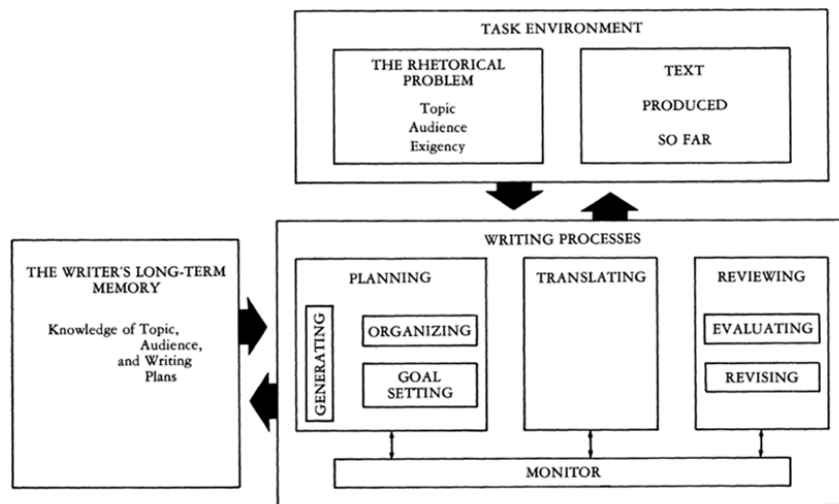 TASK ENVIRONMENT
THE RHETORICAL
PROBLEM
Topic
Audience
Exigency
TEXT
PRODUCED
SO FAR
THE WRITER'S LONG-TERM
MEMORY
Knowledge of Topic,
Audience,
and Writing
Plans
WRITING PROCESSES
PLANNING
GENERATING
ORGANIZING
GOAL
SETTING
TRANSLATING
REVIEWING
EVALUATING
REVISING
MONITOR